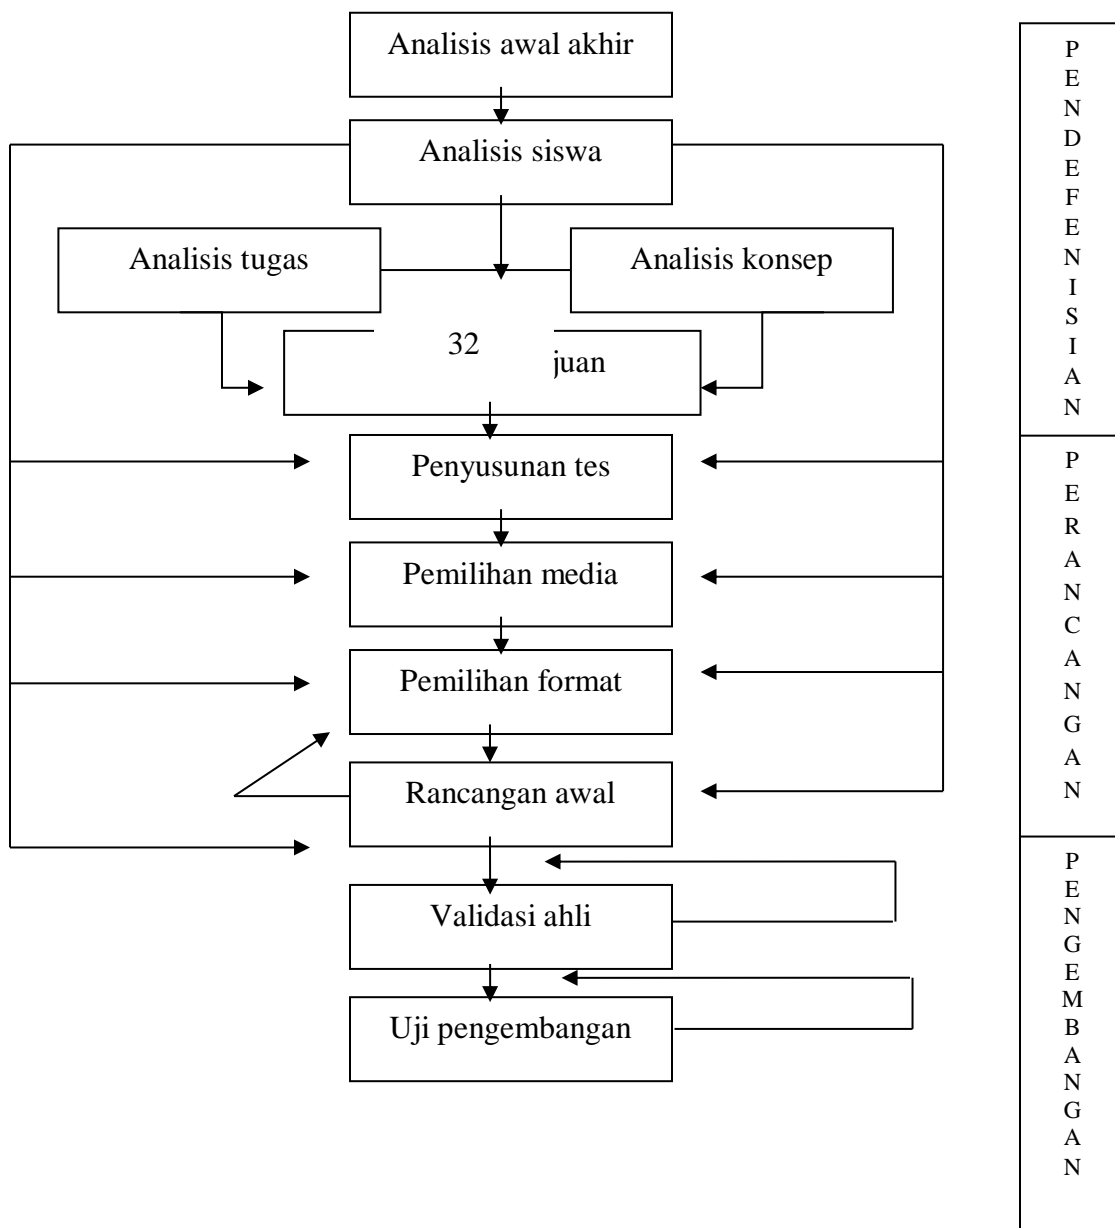 Analisis awal akhir
Analisis siswa
Analisis tugas
Analisis konsep
32
juan
Penyusunan tes
Pemilihan media
Pemilihan format
Rancangan awal
Validasi ahli
Uji pengembangan
P
E
N
D
E
F
E
N
I
S
I
A
N
P
E
R
A
N
C
A
N
G
A
N
P
E
N
G
E
M
B
A
N
G
A
N